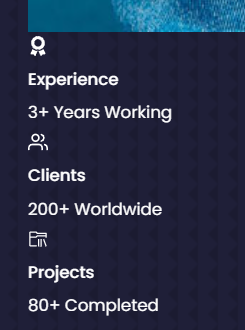 Experience
3+ Years Working
Clients
200+ Worldwide
Projects
80+ Completed